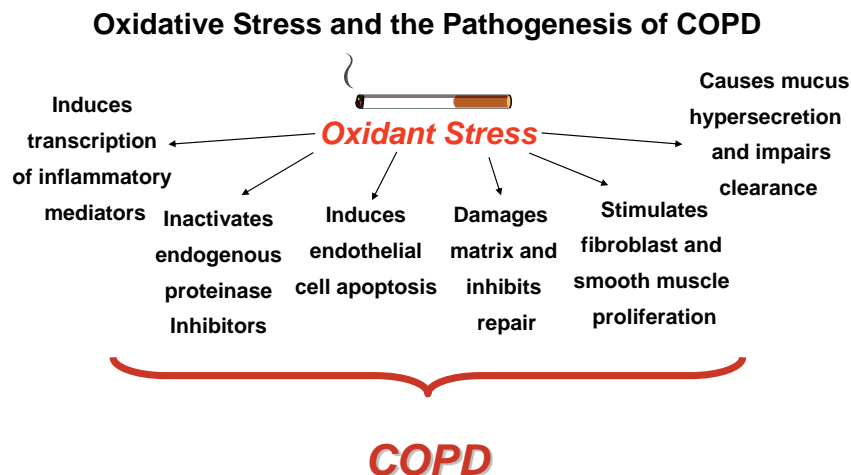 Oxidative Stress and the Pathogenesis of COPD
Oxidant Stress
Induces
transcription
of inflammatory
mediators
Inactivates
endogenous
proteinase
Inhibitors
Induces
endothelial
cell apoptosis
Damages
matrix and
inhibits
repair
Stimulates
fibroblast and
smooth muscle
proliferation
Causes mucus
hypersecretion
and impairs
clearance
COPD